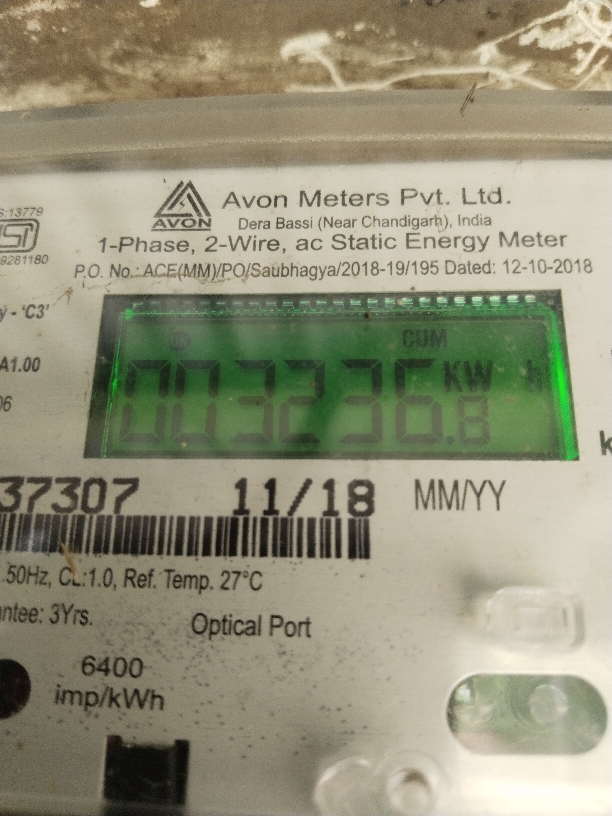 S:13779
ISI
9281180
AVON
Avon Meters Pvt. Ltd.
Dera Bassi (Near Chandigarh), India
1-Phase, 2-Wire, ac Static Energy Meter
P.O. No.: ACE(MM)/PO/Saubhagya/2018-19/195 Dated: 12-10-2018
- 'C3'
A1.00
06
CUM
003236.8 KW h
k
37307 11/18 MM/YY
50Hz, CL:1.0, Ref. Temp. 27°C
ntee: 3Yrs.
Optical Port
6400
imp/kWh